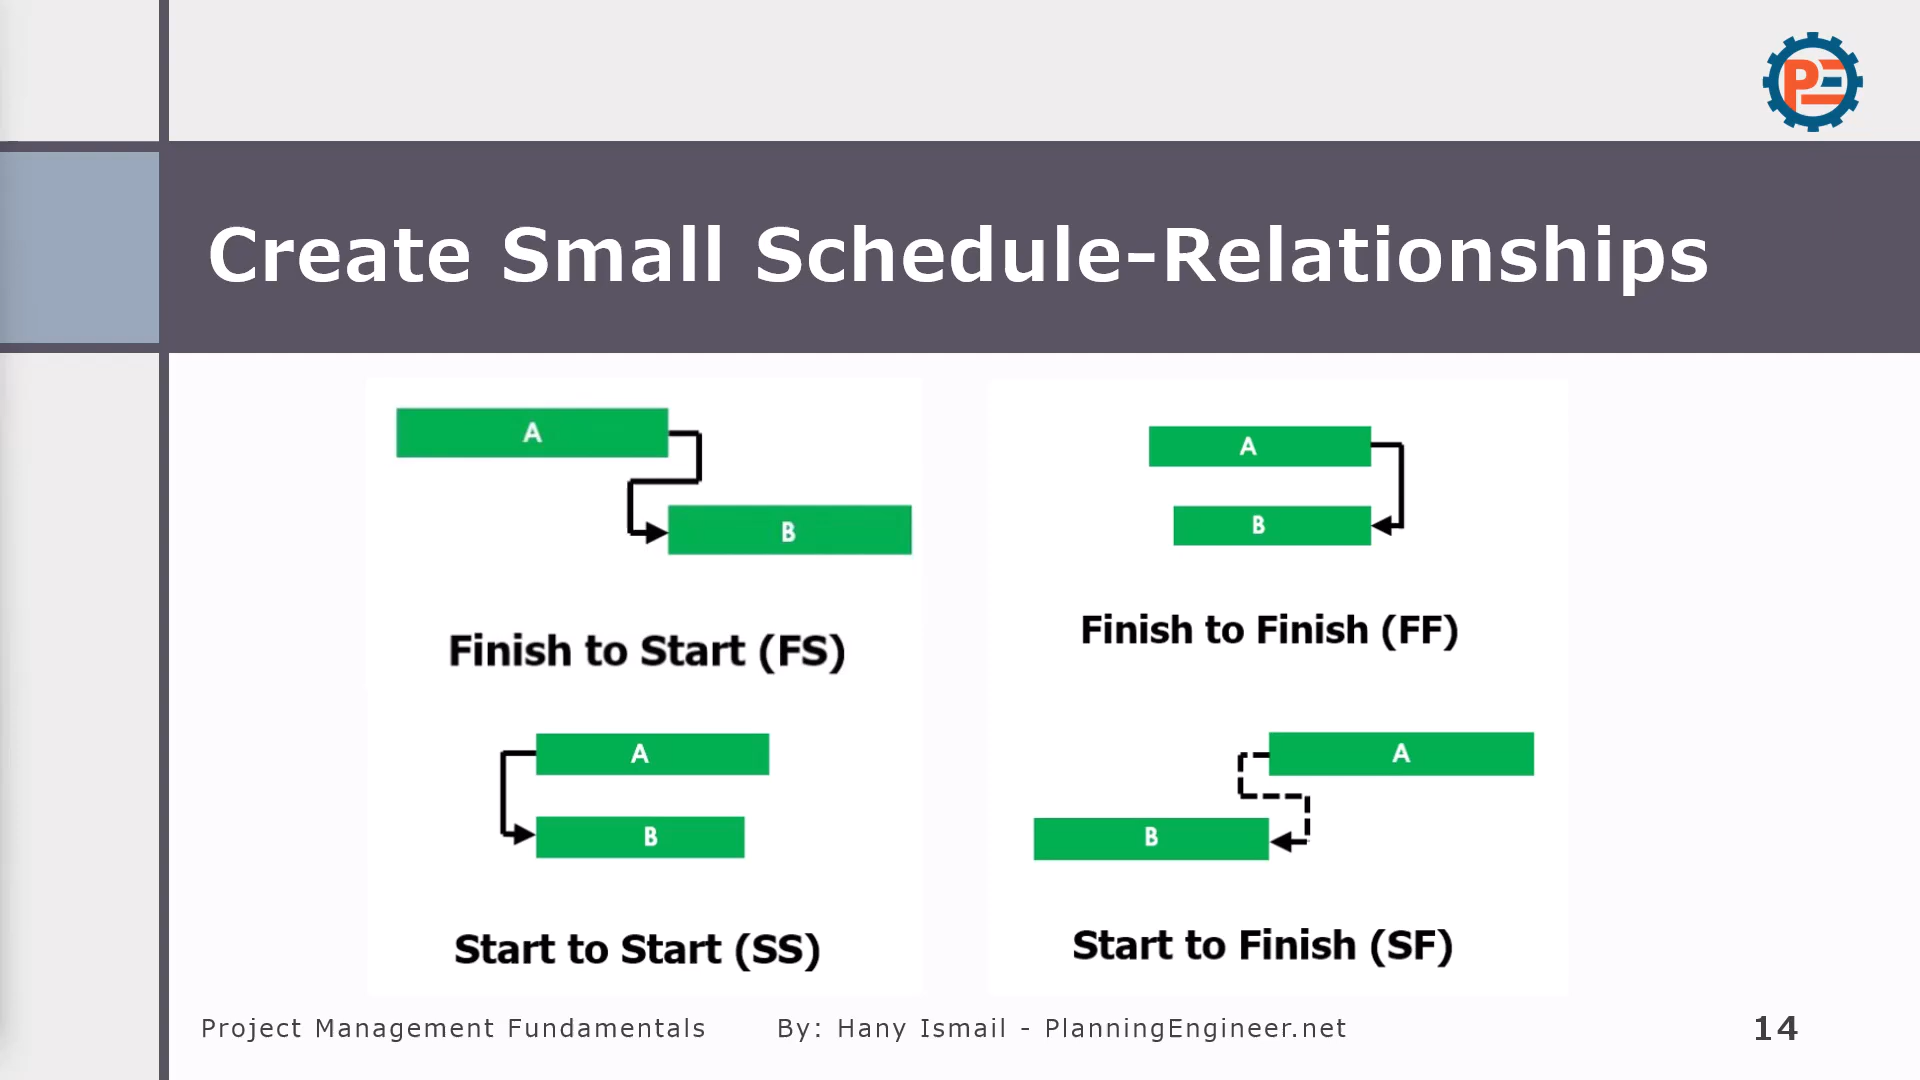 PE
Create Small Schedule-Relationships
A
B
Finish to Start (FS)
A
B
Finish to Finish (FF)
A
B
Start to Start (SS)
A
B
Start to Finish (SF)
Project Management Fundamentals By: Hany Ismail - PlanningEngineer.net 14